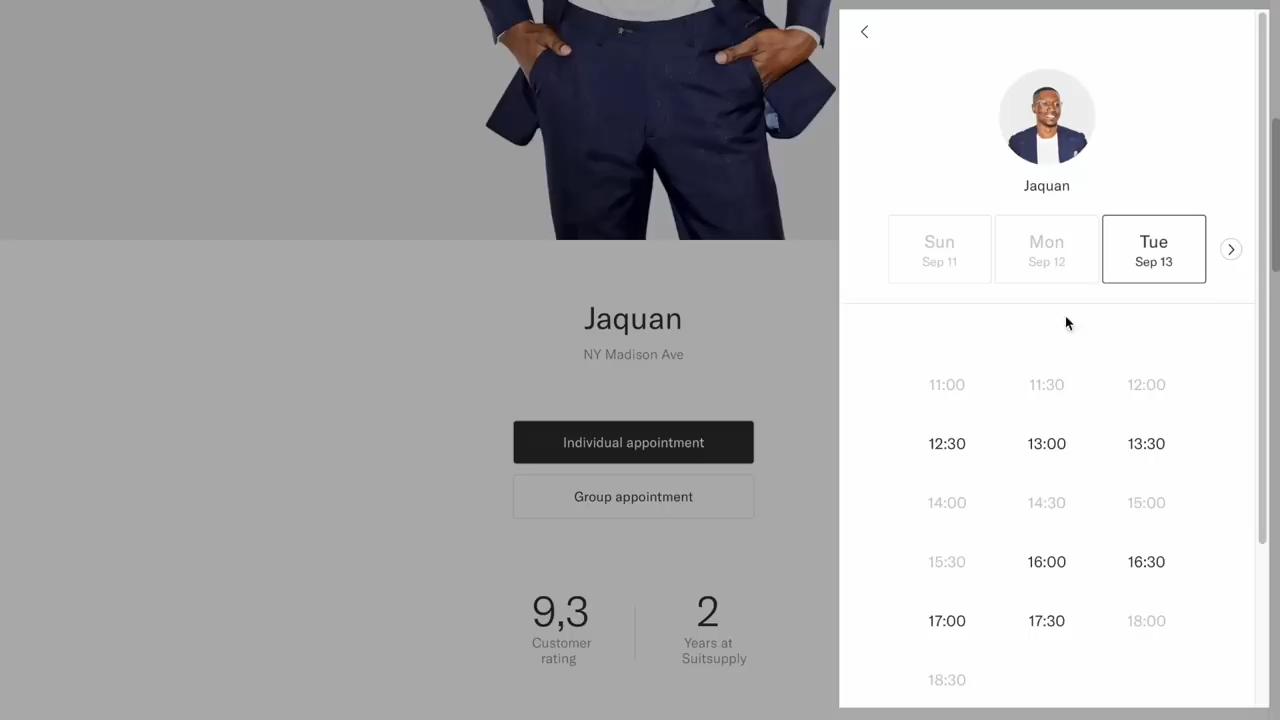 Jaquan
NY Madison Ave
Individual appointment
Group appointment
9,3
Customer
rating
2
Years at
Suitsupply
Jaquan
Sun
Sep 11
Mon
Sep 12
Tue
Sep 13
11:00 11:30 12:00
12:30 13:00 13:30
14:00 14:30 15:00
15:30 16:00 16:30
17:00 17:30 18:00
18:30